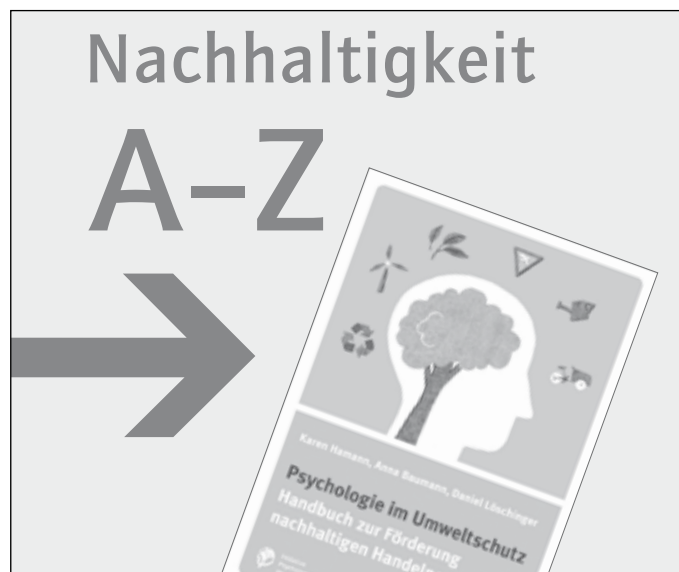 Nachhaltigkeit
A–Z
Karen Hamann, Anna Baumann, Daniel Löschinger
Psychologie im Umweltschutz
Handbuch zur Förderung
nachhaltigen Handelns